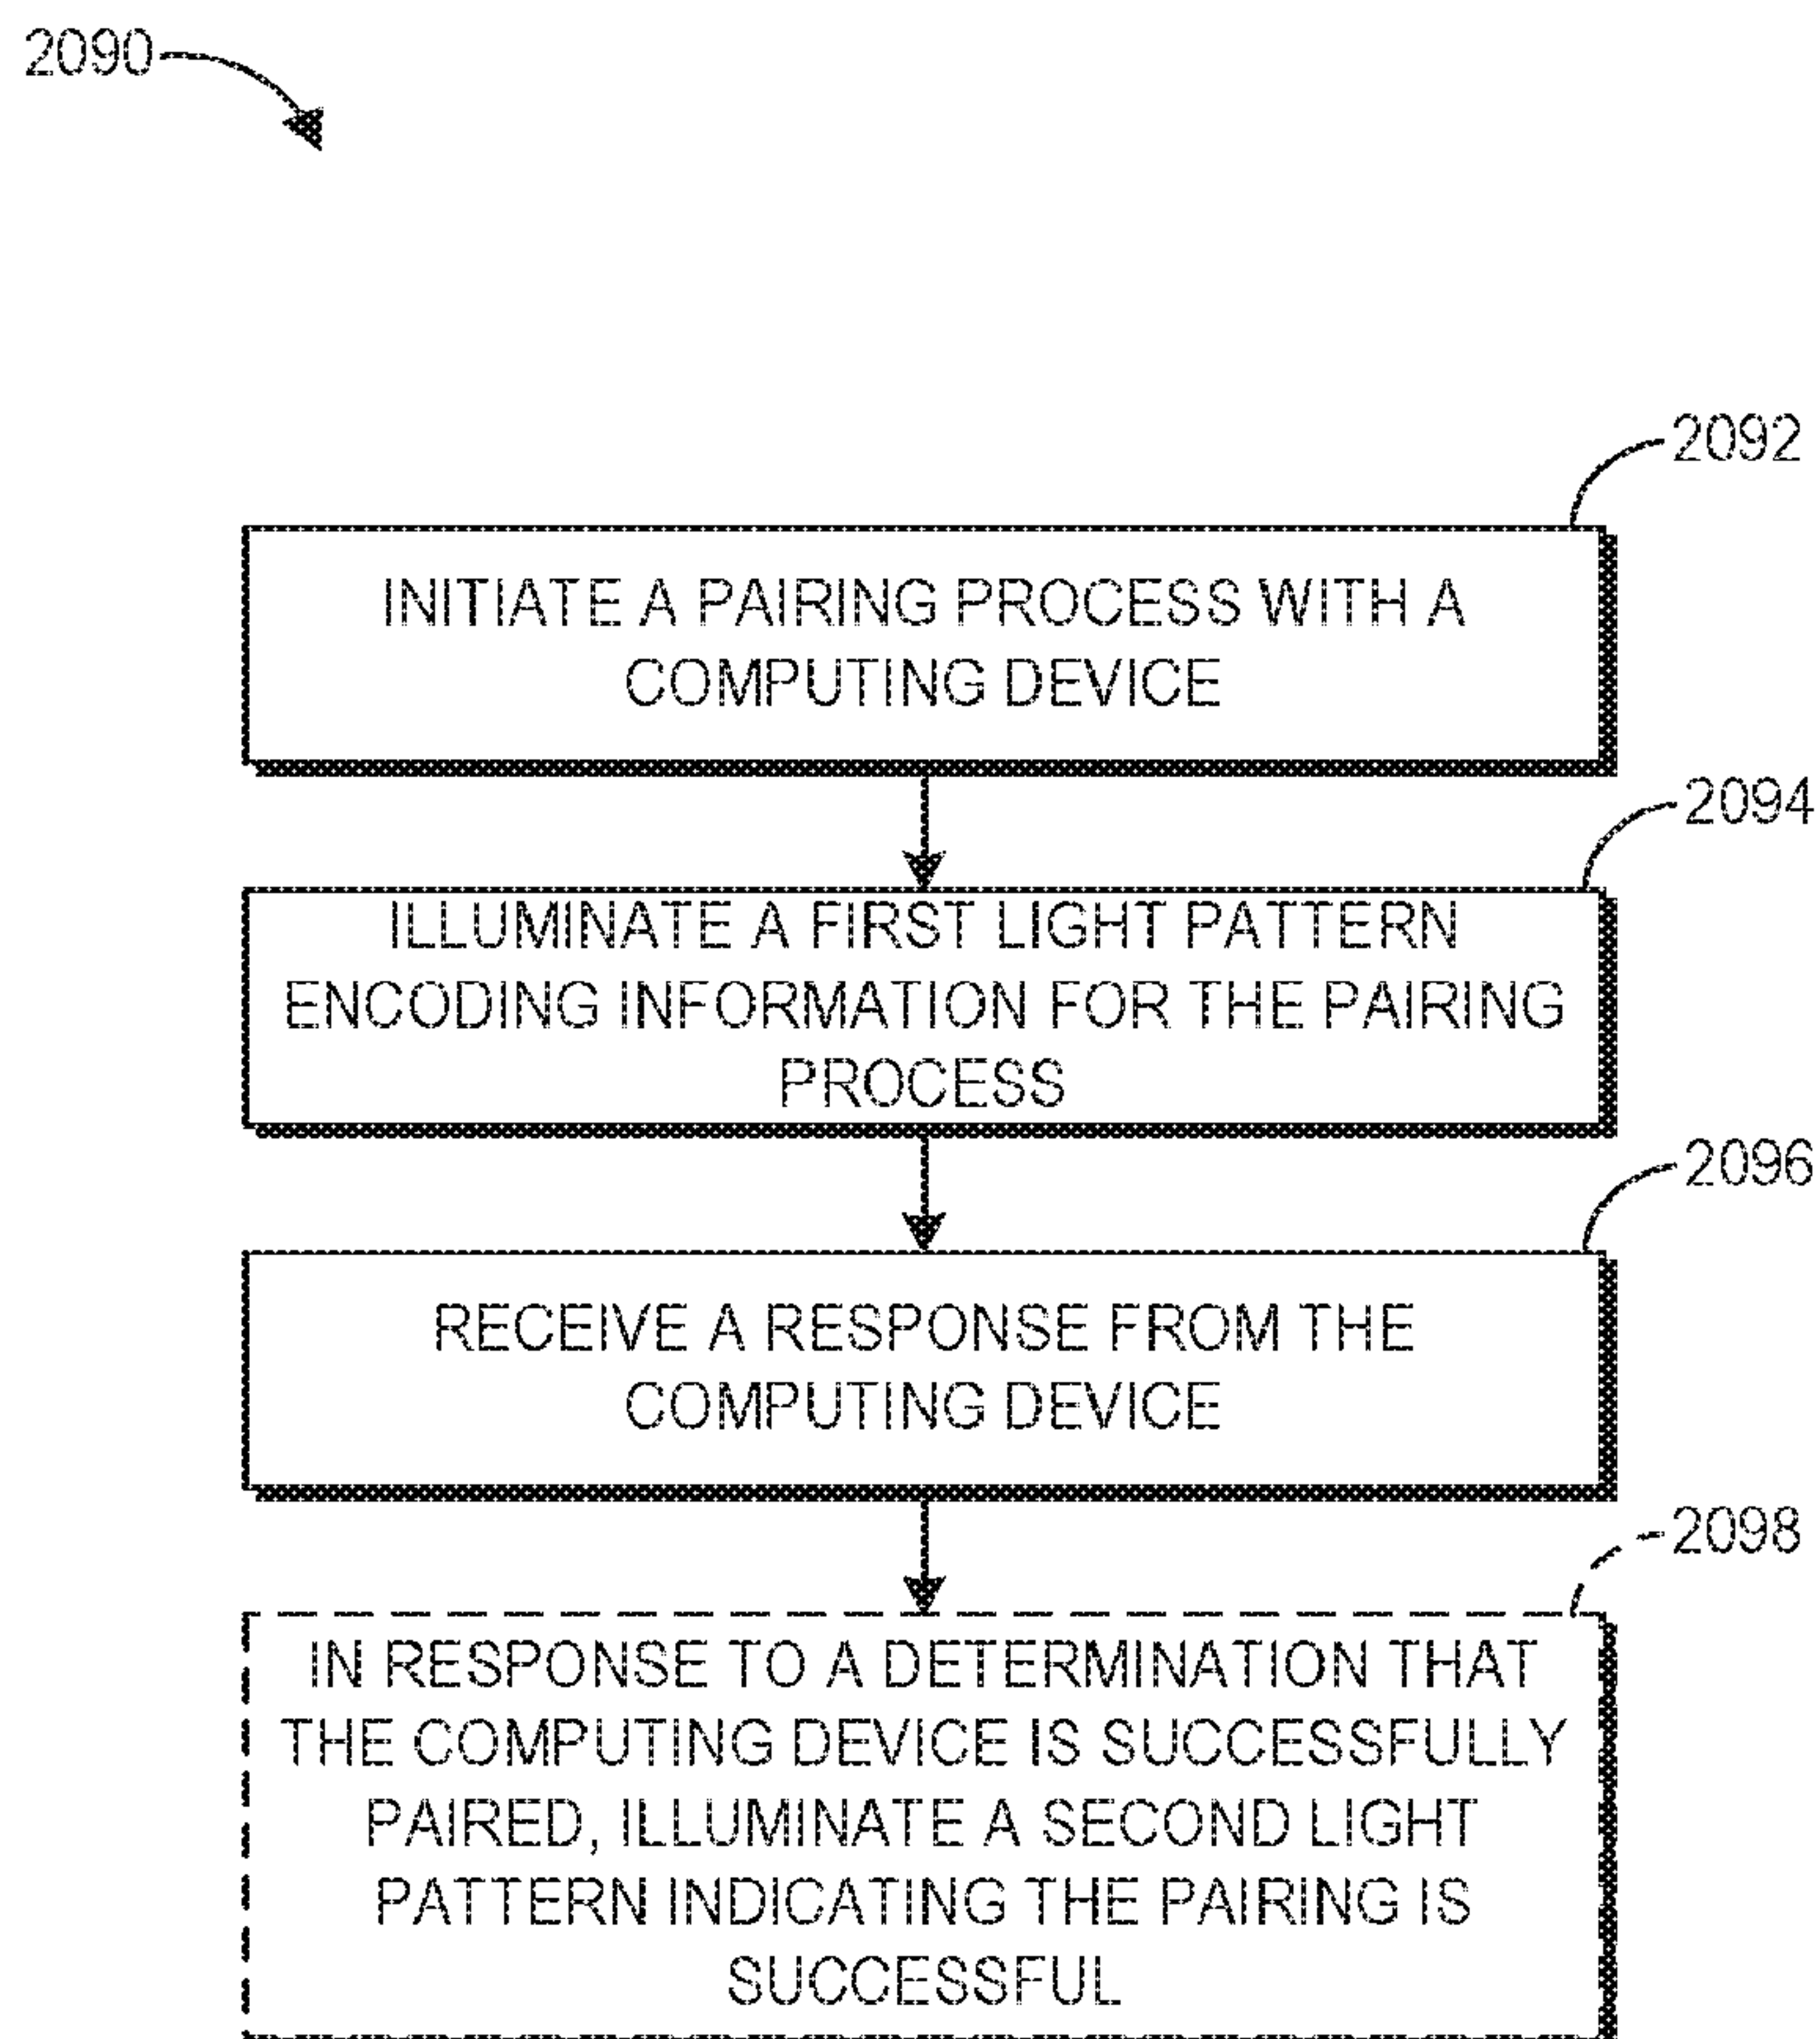 2090
2092
INITIATE A PAIRING PROCESS WITH A
COMPUTING DEVICE
2094
ILLUMINATE A FIRST LIGHT PATTERN
ENCODING INFORMATION FOR THE PAIRING
PROCESS
2096
RECEIVE A RESPONSE FROM THE
COMPUTING DEVICE
2098
IN RESPONSE TO A DETERMINATION THAT
THE COMPUTING DEVICE IS SUCCESSFULLY
PAIRED, ILLUMINATE A SECOND LIGHT
PATTERN INDICATING THE PAIRING IS
SUCCESSFUL